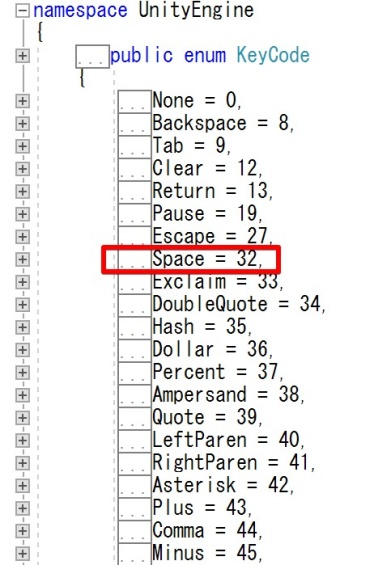 namespace UnityEngine
{
...public enum KeyCode
{
...None = 0,
...Backspace = 8,
...Tab = 9,
...Clear = 12,
...Return = 13,
...Pause = 19,
...Escape = 27,
...Space = 32,
...Exclaim = 33,
...DoubleQuote = 34,
...Hash = 35,
...Dollar = 36,
...Percent = 37,
...Ampersand = 38,
...Quote = 39,
...LeftParen = 40,
...RightParen = 41,
...Asterisk = 42,
...Plus = 43,
...Comma = 44,
...Minus = 45,